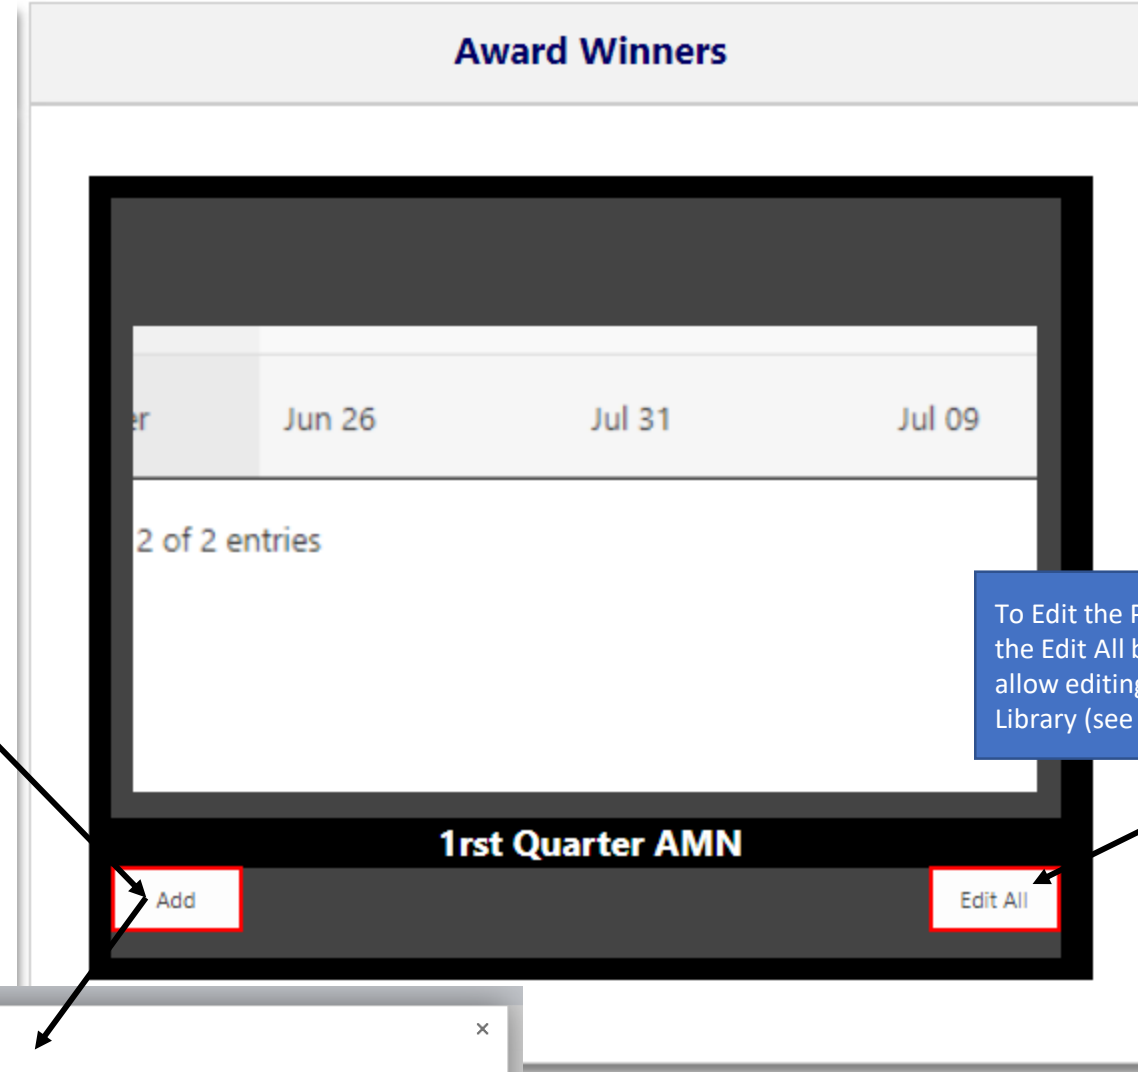 Award Winners
er Jun 26 Jul 31 Jul 09
2 of 2 entries
To Edit the
the Edit All
allow editing
Library (see
1rst Quarter AMN
Add Edit All
×